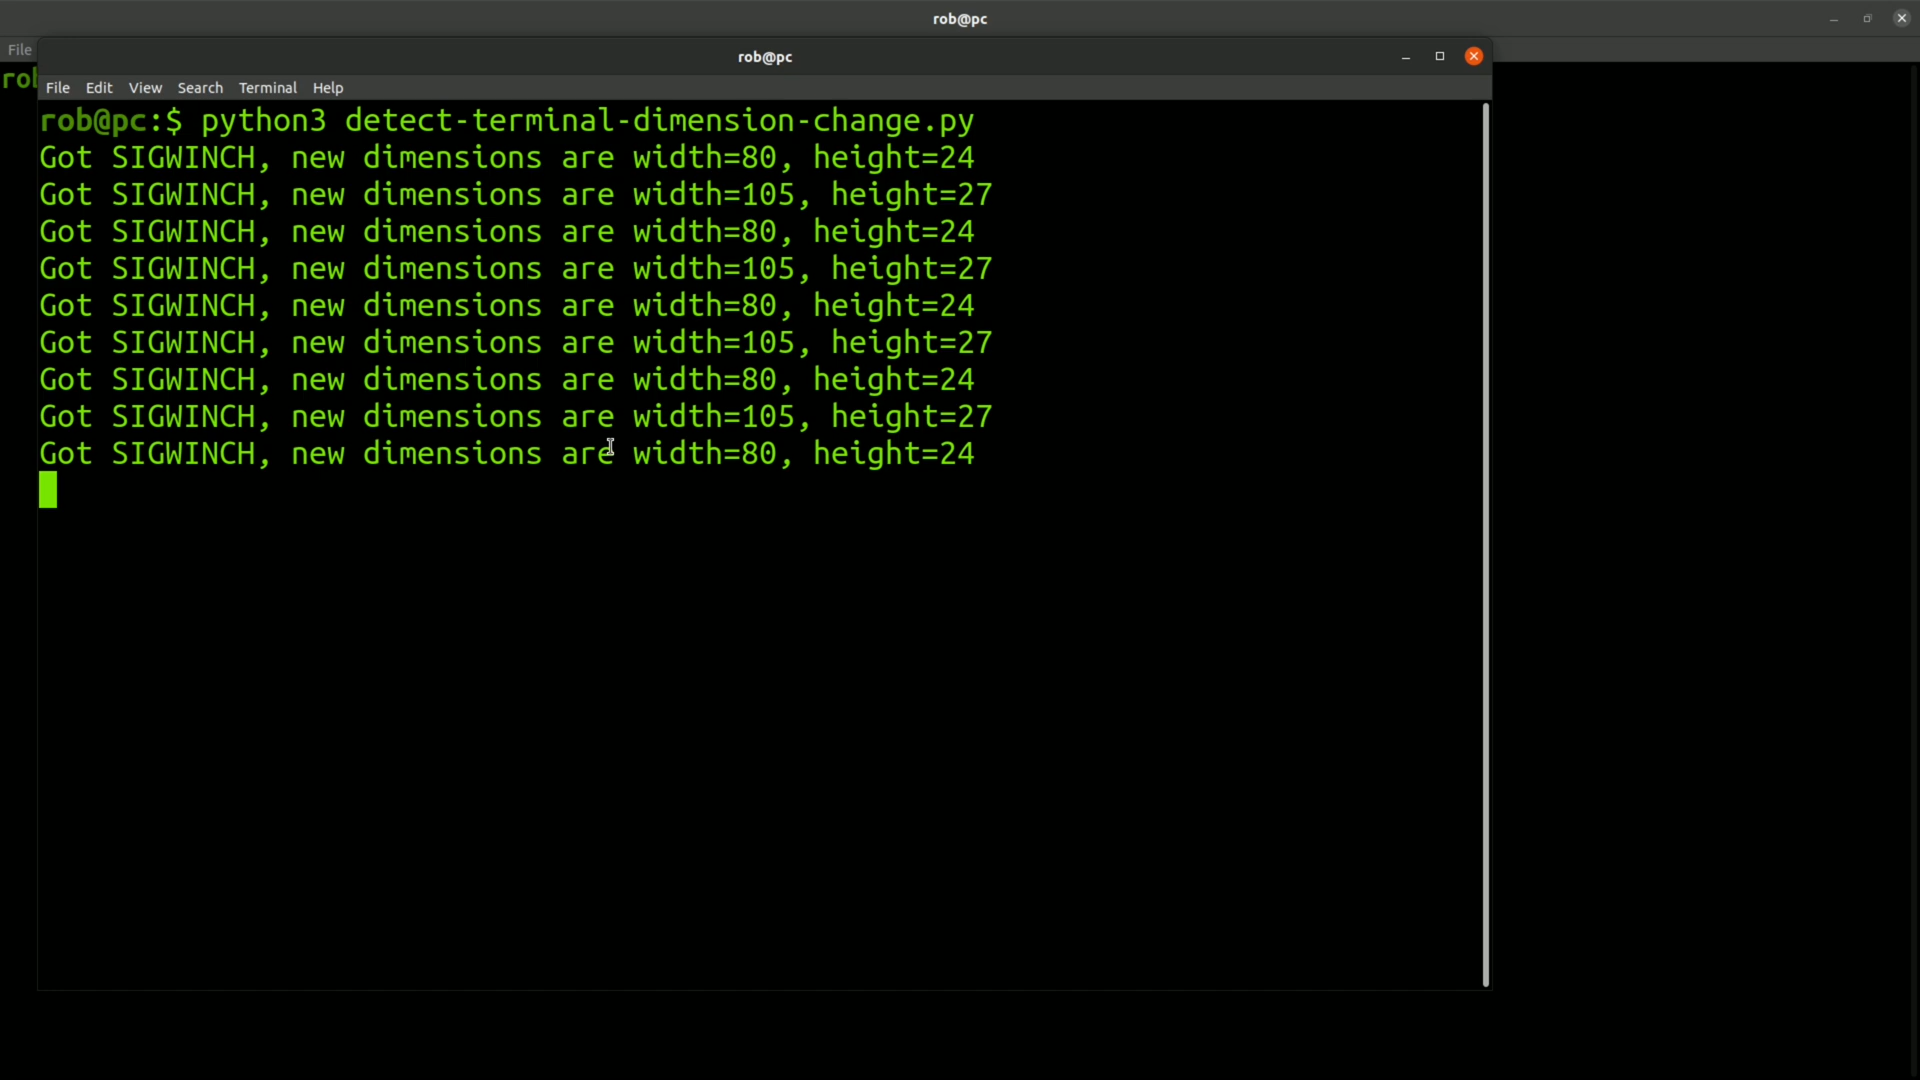 rob@pc
File
rob@pc
rob
File Edit View Search Terminal Help
rob@pc:$ python3 detect-terminal-dimension-change.py
Got SIGWINCH, new dimensions are width=80, height=24
Got SIGWINCH, new dimensions are width=105, height=27
Got SIGWINCH, new dimensions are width=80, height=24
Got SIGWINCH, new dimensions are width=105, height=27
Got SIGWINCH, new dimensions are width=80, height=24
Got SIGWINCH, new dimensions are width=105, height=27
Got SIGWINCH, new dimensions are width=80, height=24
Got SIGWINCH, new dimensions are width=105, height=27
Got SIGWINCH, new dimensions are width=80, height=24